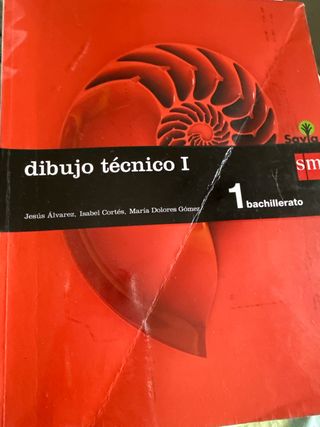 Savia
sm
dibujo técnico I
Jesús Álvarez, Isabel Cortés, María Dolores Gómez
1 bachillerato